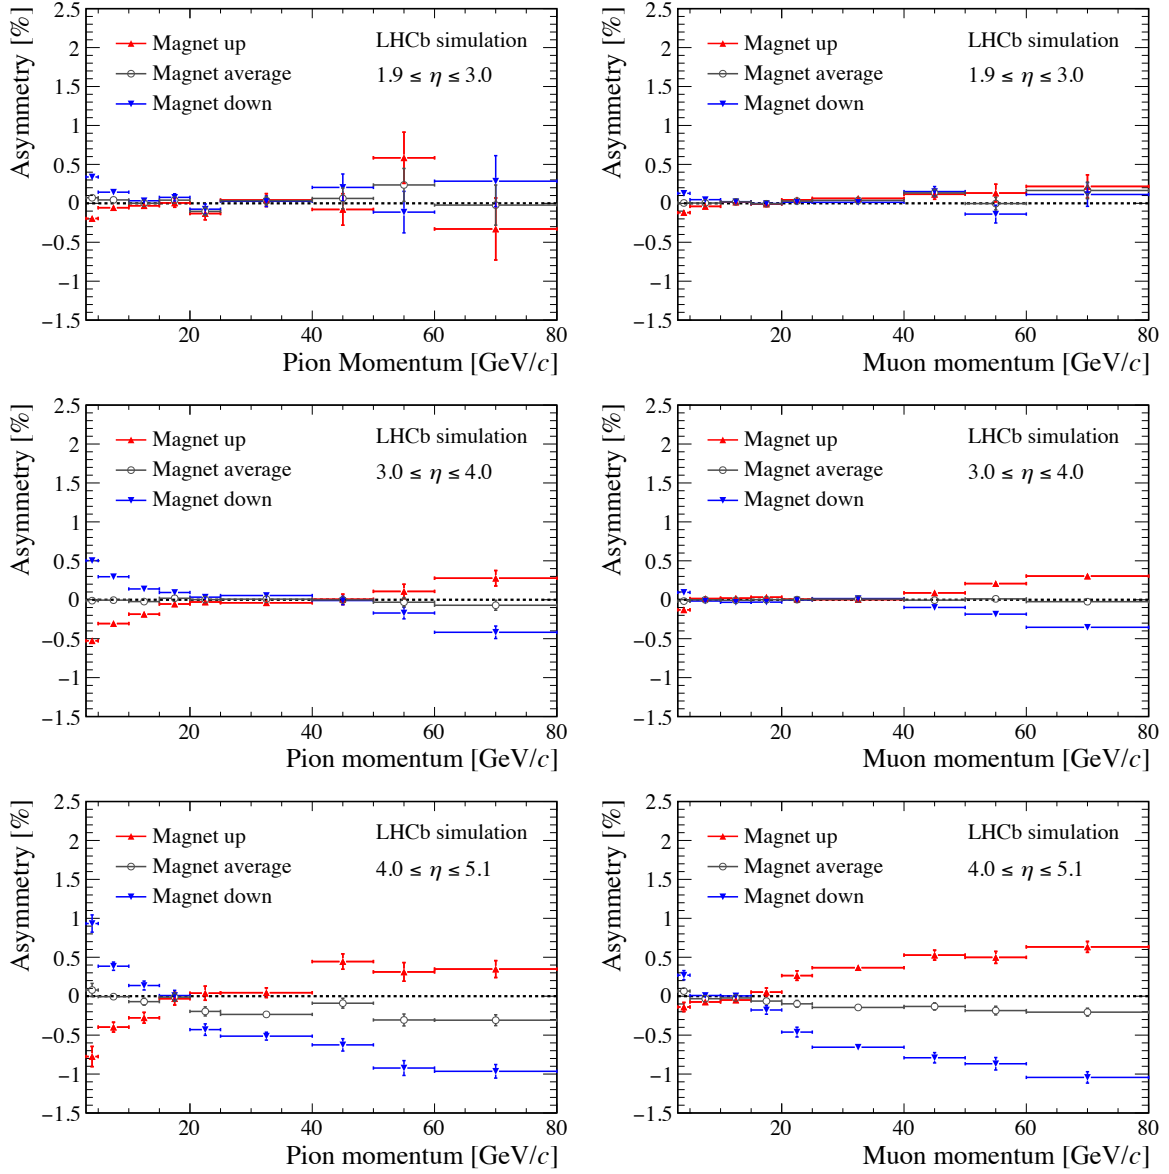 Asymmetry [%]
2.5
2
1.5
1
0.5
0
−0.5
−1
−1.5
Magnet up
Magnet average
Magnet down
LHCb simulation
1.9 ≤ η ≤ 3.0
20
40
60
80
Pion Momentum [GeV/c]
Asymmetry [%]
2.5
2
1.5
1
0.5
0
−0.5
−1
−1.5
Magnet up
Magnet average
Magnet down
LHCb simulation
1.9 ≤ η ≤ 3.0
20
40
60
80
Muon momentum [GeV/c]
Asymmetry [%]
2.5
2
1.5
1
0.5
0
−0.5
−1
−1.5
Magnet up
Magnet average
Magnet down
LHCb simulation
3.0 ≤ η ≤ 4.0
20
40
60
80
Pion momentum [GeV/c]
Asymmetry [%]
2.5
2
1.5
1
0.5
0
−0.5
−1
−1.5
Magnet up
Magnet average
Magnet down
LHCb simulation
3.0 ≤ η ≤ 4.0
20
40
60
80
Muon momentum [GeV/c]
Asymmetry [%]
2.5
2
1.5
1
0.5
0
−0.5
−1
−1.5
Magnet up
Magnet average
Magnet down
LHCb simulation
4.0 ≤ η ≤ 5.1
20
40
60
80
Pion momentum [GeV/c]
Asymmetry [%]
2.5
2
1.5
1
0.5
0
−0.5
−1
−1.5
Magnet up
Magnet average
Magnet down
LHCb simulation
4.0 ≤ η ≤ 5.1
20
40
60
80
Muon momentum [GeV/c]